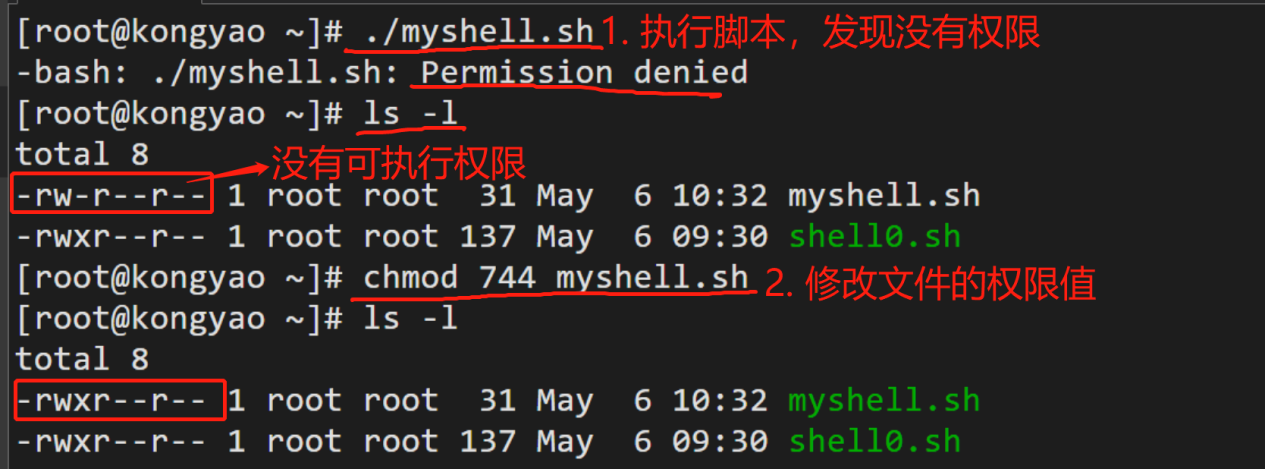 [root@kongyao ~]# ./myshell.sh 1. 执行脚本，发现没有权限
-bash: ./myshell.sh: Permission denied
[root@kongyao ~]# ls -l
total 8 没有可执行权限
-rw-r--r-- 1 root root  31 May  6 10:32 myshell.sh
-rwxr--r-- 1 root root 137 May  6 09:30 shell0.sh
[root@kongyao ~]# chmod 744 myshell.sh 2. 修改文件的权限值
[root@kongyao ~]# ls -l
total 8
-rwxr--r-- 1 root root  31 May  6 10:32 myshell.sh
-rwxr--r-- 1 root root 137 May  6 09:30 shell0.sh